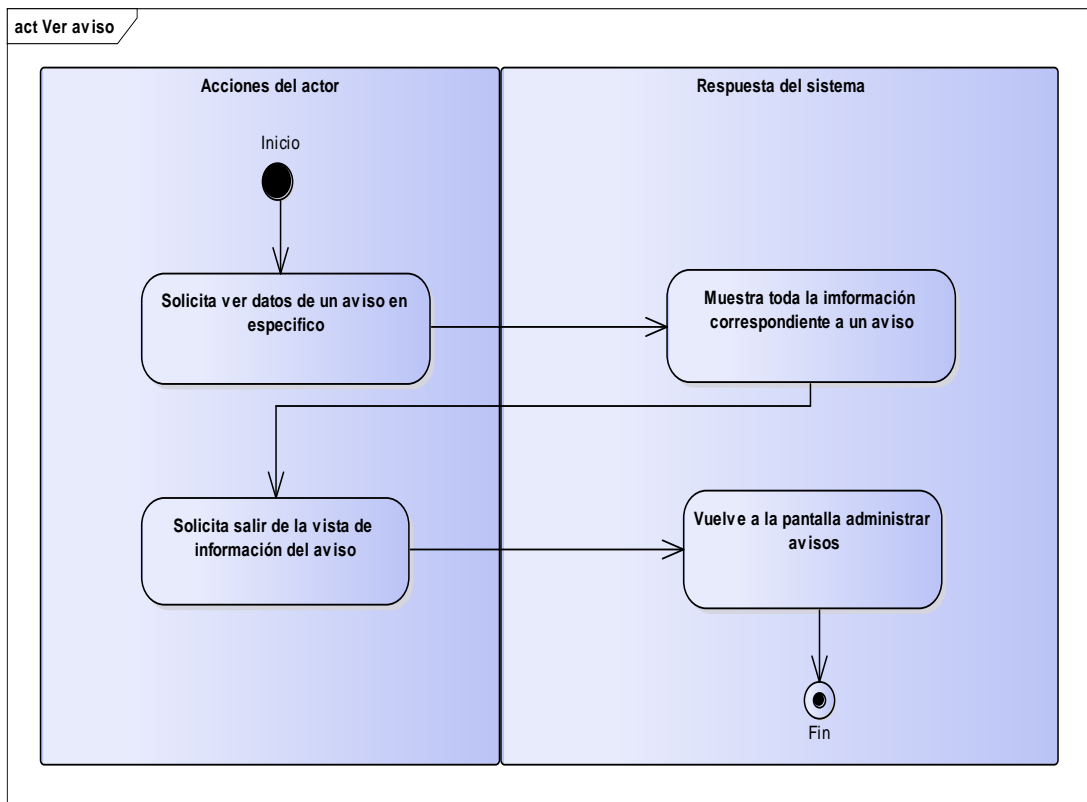 act Ver aviso
Acciones del actor
Respuesta del sistema
Inicio
Solicita ver datos de un aviso en
especifico
Muestra toda la imformación
correspondiente a un aviso
Solicita salir de la vista de
información del aviso
Vuelve a la pantalla administrar
avisos
Fin